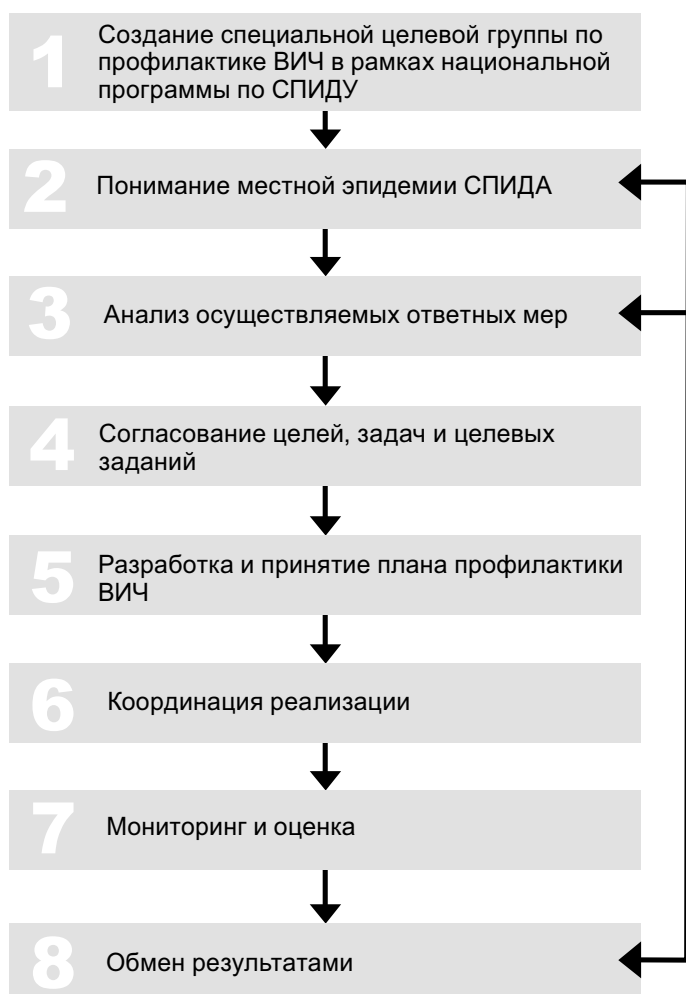 1
Создание специальной целевой группы по
профилактике ВИЧ в рамках национальной
программы по СПИДУ
2
Понимание местной эпидемии СПИДА
3
Анализ осуществляемых ответных мер
4
Согласование целей, задач и целевых
заданий
5
Разработка и принятие плана профилактики
ВИЧ
6
Координация реализации
7
Мониторинг и оценка
8
Обмен результатами